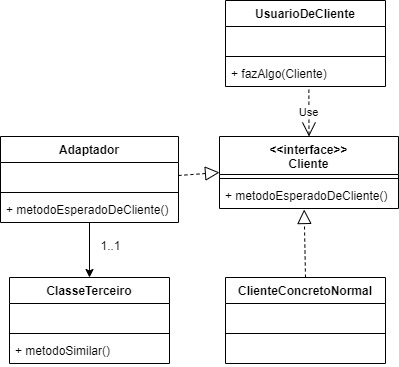 UsuarioDeCliente
+ fazAlgo(Cliente)
Use
Adaptador
+ metodoEsperadoDeCliente()
<<interface>>
Cliente
+ metodoEsperadoDeCliente()
1..1
ClasseTerceiro
+ metodoSimilar()
ClienteConcretoNormal